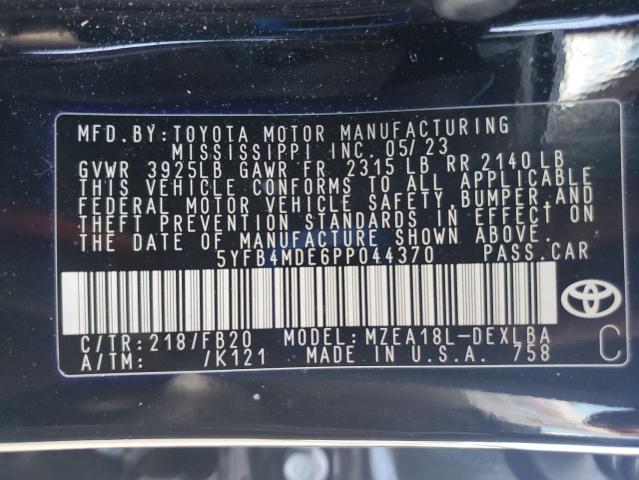 MFD. BY: TOYOTA MOTOR MANUFACTURING
MISSISSIPPI INC. 05/23
GVWR 3925LB GAWR FR. 2315 LB RR 2140 LB
THIS VEHICLE CONFORMS TO ALL APPLICABLE
FEDERAL MOTOR VEHICLE SAFETY, BUMPER, AND
THEFT PREVENTION STANDARDS IN EFFECT ON
THE DATE OF MANUFACTURE SHOWN ABOVE.
5YFB4MDE6PP044370 PASS. CAR
C/TR: 218/FB20 MODEL: MZEA18L-DEXLBA
A/TM: /K121 MADE IN U.S.A. 758 C